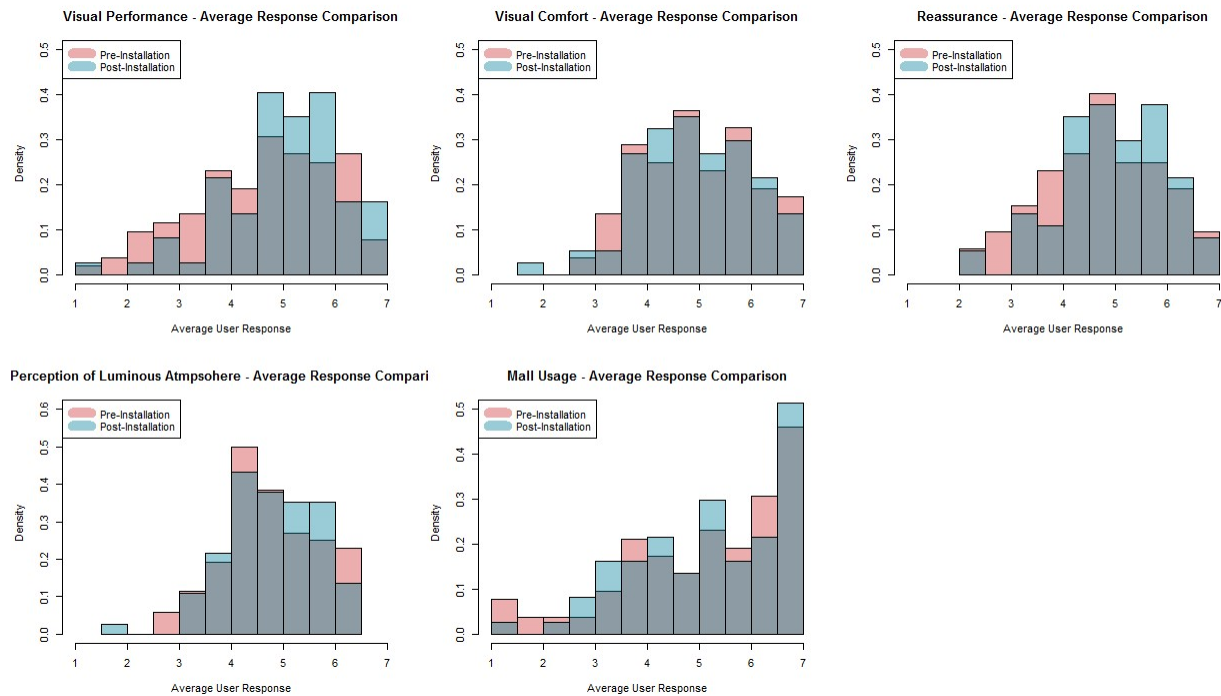 Visual Performance - Average Response Comparison
Pre-Installation
Post-Installation
Density
0.0 0.1 0.2 0.3 0.4 0.5
1 2 3 4 5 6 7
Average User Response
Visual Comfort - Average Response Comparison
Pre-Installation
Post-Installation
Density
0.0 0.1 0.2 0.3 0.4 0.5
1 2 3 4 5 6 7
Average User Response
Reassurance - Average Response Comparison
Pre-Installation
Post-Installation
Density
0.0 0.1 0.2 0.3 0.4 0.5
1 2 3 4 5 6 7
Average User Response
Perception of Luminous Atmpsohere - Average Response Compari
Pre-Installation
Post-Installation
Density
0.0 0.1 0.2 0.3 0.4 0.5 0.6
1 2 3 4 5 6 7
Average User Response
Mall Usage - Average Response Comparison
Pre-Installation
Post-Installation
Density
0.0 0.1 0.2 0.3 0.4 0.5
1 2 3 4 5 6 7
Average User Response